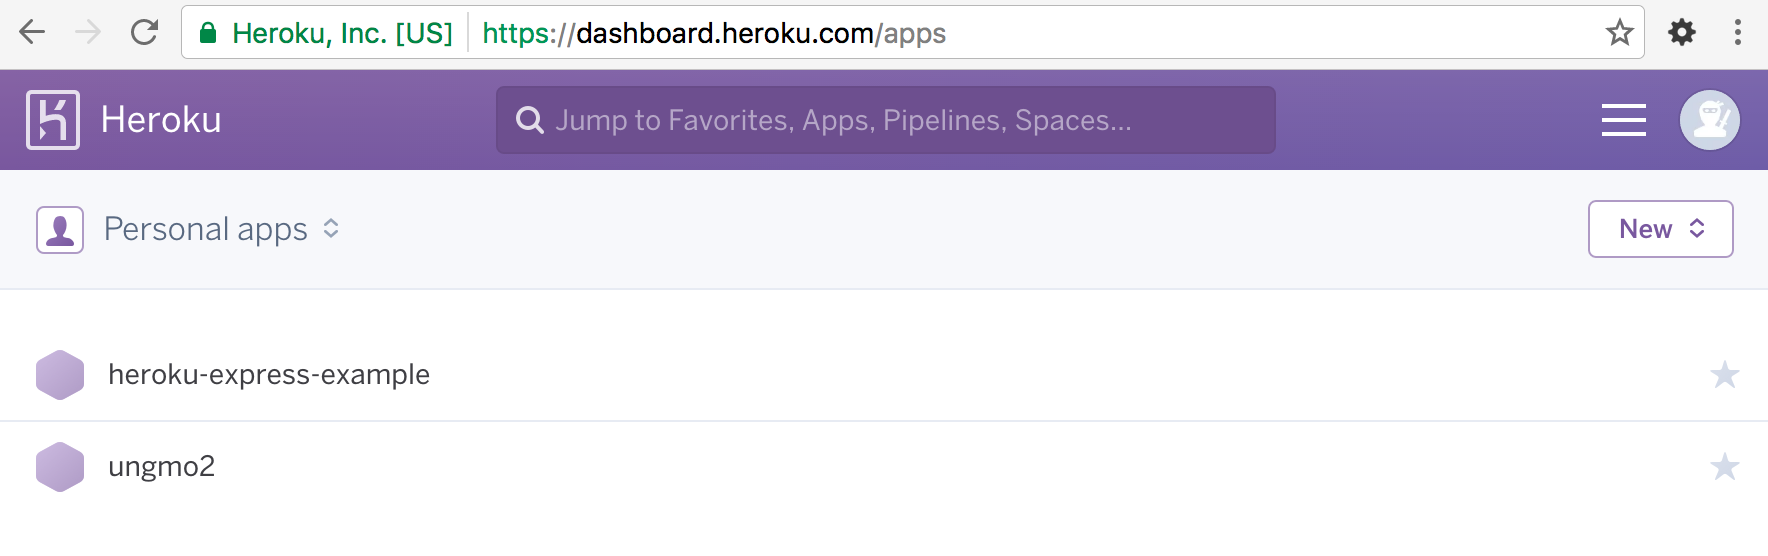 Heroku, Inc. [US] https://dashboard.heroku.com/apps
Heroku Jump to Favorites, Apps, Pipelines, Spaces...
Personal apps New
heroku-express-example
ungmo2